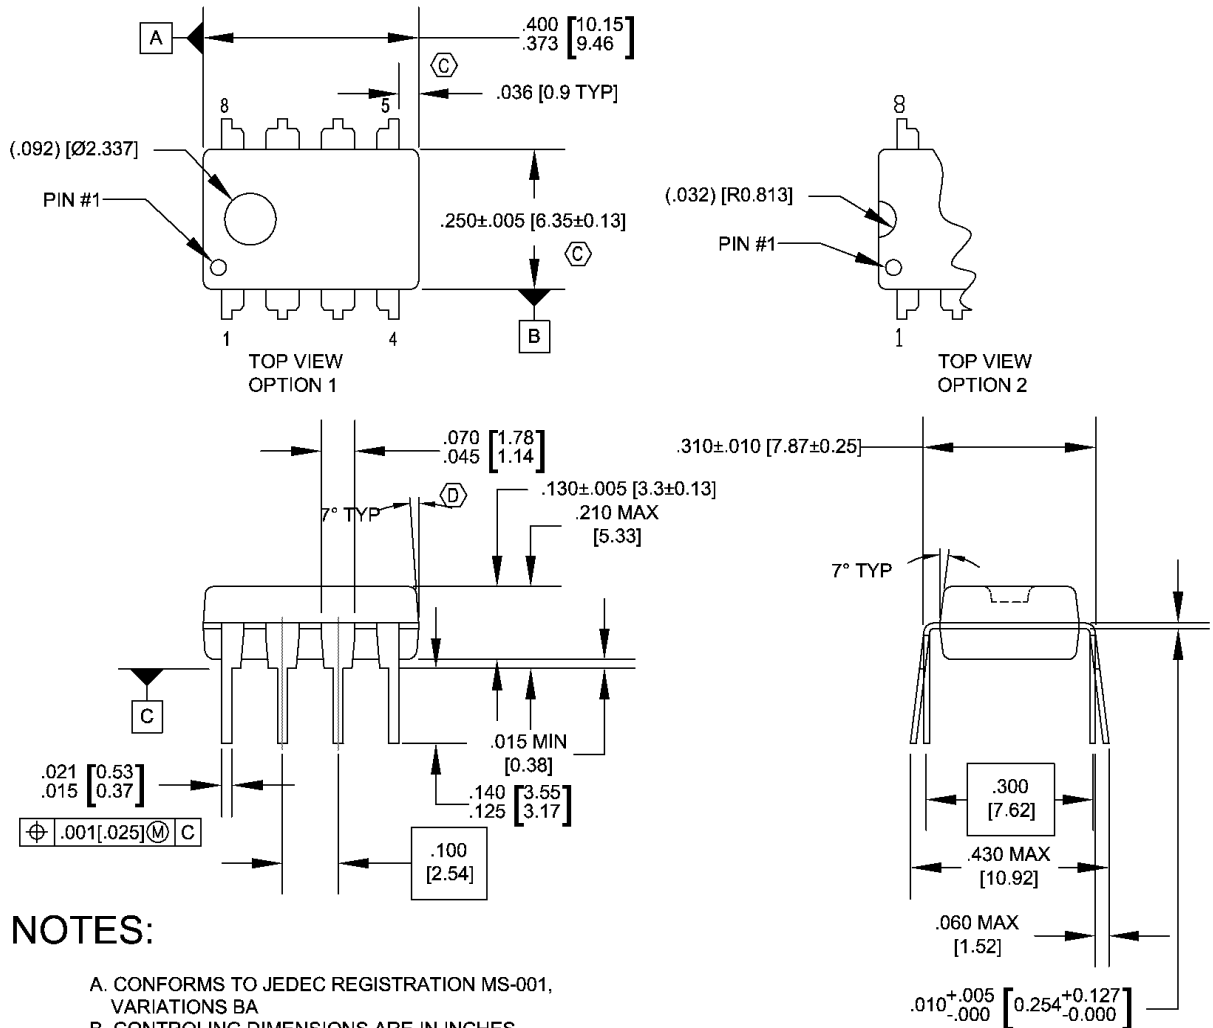 A
.400 [10.15]
.373 [9.46]
C
.036 [0.9 TYP]
8 5
(.092) [Ø2.337]
PIN #1
.250±.005 [6.35±0.13]
C
1 4
B
TOP VIEW
OPTION 1
8
(.032) [R0.813]
PIN #1
1
TOP VIEW
OPTION 2
.070 [1.78]
.045 [1.14]
D
7° TYP
.130±.005 [3.3±0.13]
.210 MAX
[5.33]
C
.015 MIN
[0.38]
.021 [0.53]
.015 [0.37]
.140 [3.55]
.125 [3.17]
⌖ .001[.025]Ⓜ C
.100
[2.54]
.310±.010 [7.87±0.25]
7° TYP
.300
[7.62]
.430 MAX
[10.92]
.060 MAX
[1.52]
.010+.005-.000 [0.254+0.127-0.000]
NOTES:
A. CONFORMS TO JEDEC REGISTRATION MS-001,
VARIATIONS BA
B. CONTROLING DIMENSIONS ARE IN INCHES